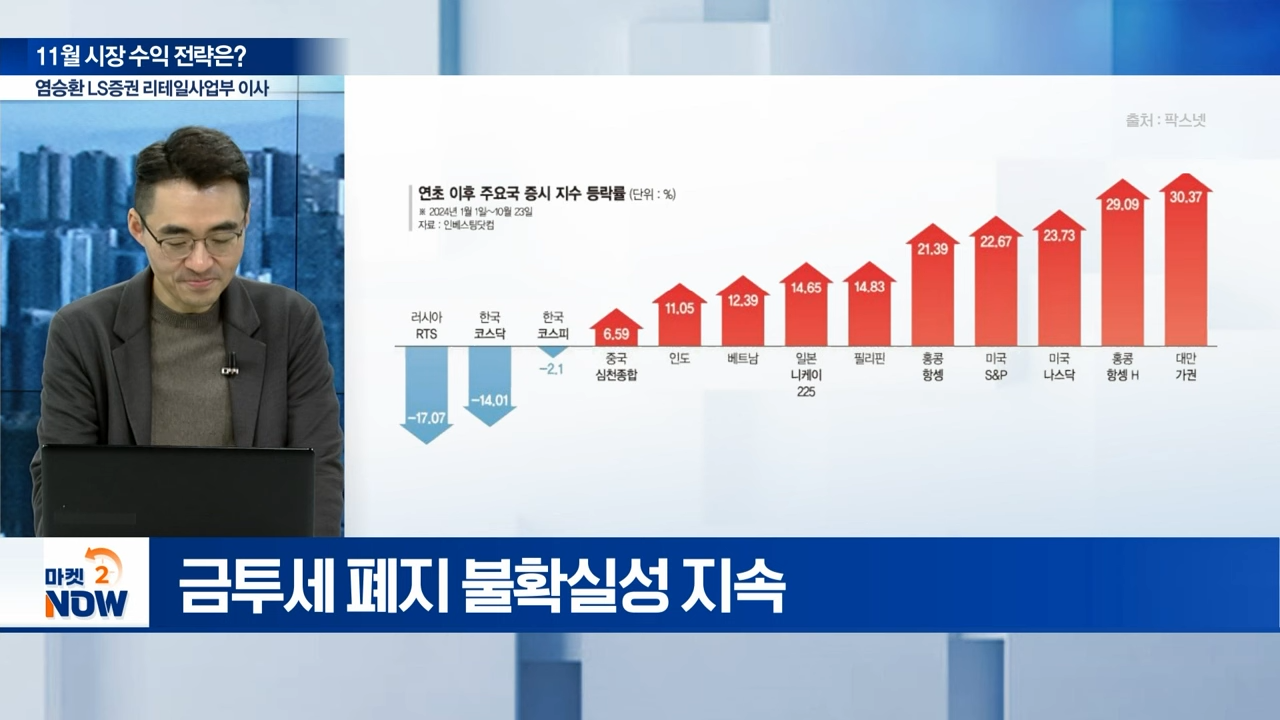 11월 시장 수익 전략은?
염승환 LS증권 리테일사업부 이사
출처 : 팍스넷
연초 이후 주요국 증시 지수 등락률 (단위 : %)
※ 2024년 1월 1일~10월 23일
자료 : 인베스팅닷컴
러시아
RTS
-17.07
한국
코스닥
-14.01
한국
코스피
-2.1
6.59
중국
심천종합
11.05
인도
12.39
베트남
14.65
일본
니케이
225
14.83
필리핀
21.39
홍콩
항셍
22.67
미국
S&P
23.73
미국
나스닥
29.09
홍콩
항셍 H
30.37
대만
가권
마켓 2
NOW
금투세 폐지 불확실성 지속